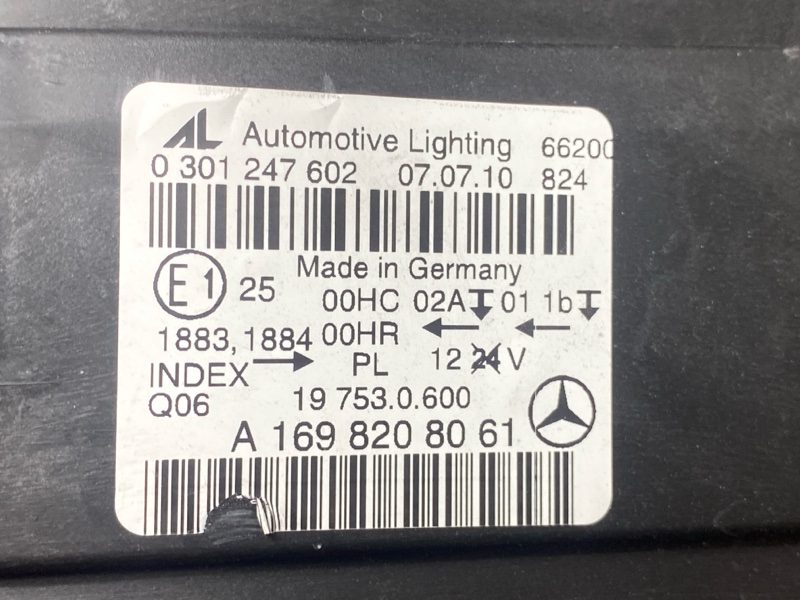 AL Automotive Lighting 66200
0 301 247 602 07.07.10 824
Made in Germany
E1 25 00HC 02A 01 1b
1883,1884 00HR ← ←
→ PL 12 24 V
INDEX
Q06 19 753.0.600
A 169 820 80 61